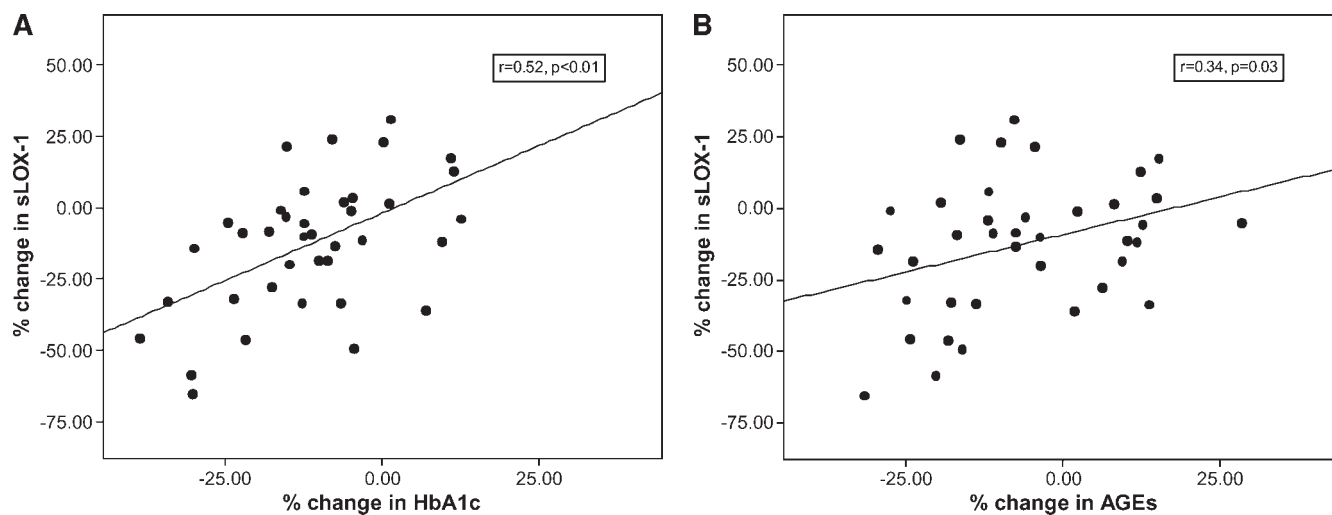 A
r=0.52, p<0.01
50.00
25.00
0.00
-25.00
-50.00
-75.00
% change in sLOX-1
-25.00 0.00 25.00
% change in HbA1c
B
r=0.34, p=0.03
50.00
25.00
0.00
-25.00
-50.00
-75.00
% change in sLOX-1
-25.00 0.00 25.00
% change in AGEs